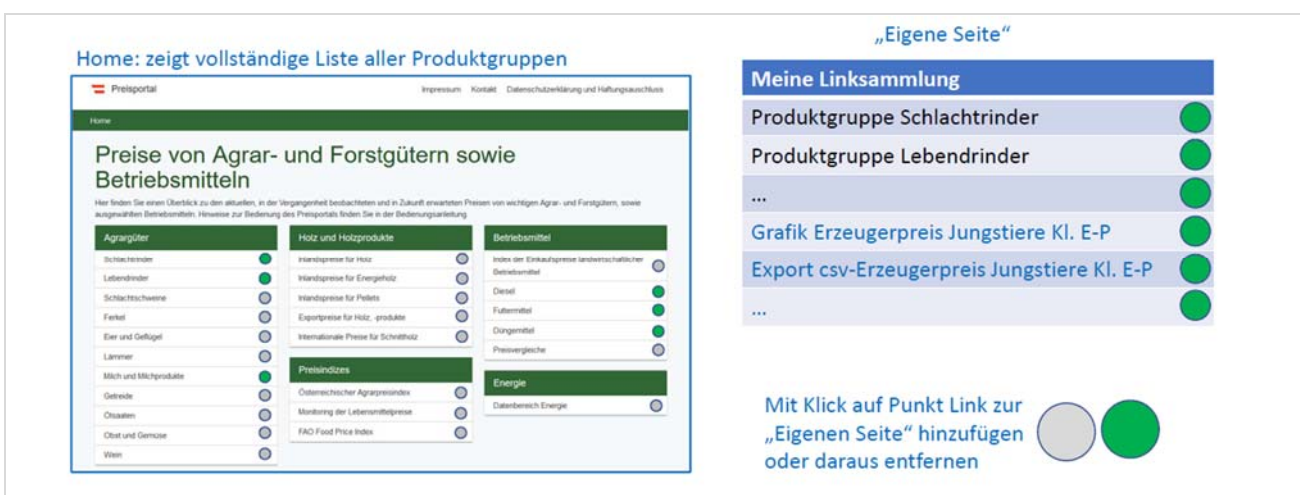 Home: zeigt vollständige Liste aller Produktgruppen
Preisportal
Impressum Kontakt Datenschutzerklärung und Haftungsauschluss
Home
Preise von Agrar- und Forstgütern sowie
Betriebsmitteln
Hier finden Sie einen Überblick zu den aktuellen, in der Vergangenheit beobachteten und in Zukunft erwarteten Preisen von wichtigen Agrar- und Forstgütern, sowie
ausgewählten Betriebsmitteln. Hinweise zur Bedienung des Preisportals finden Sie in der Bedienungsanleitung.
Agrargüter
Schlachtrinder
Lebendrinder
Schlachtschweine
Ferkel
Eier und Geflügel
Lämmer
Milch und Milchprodukte
Getreide
Ölsaaten
Obst und Gemüse
Wein
Holz und Holzprodukte
Inlandspreise für Holz
Inlandspreise für Energieholz
Inlandspreise für Pellets
Exportpreise für Holz, -produkte
Internationale Preise für Schnittholz
Preisindizes
Österreichischer Agrarpreisindex
Monitoring der Lebensmittelpreise
FAO Food Price Index
Betriebsmittel
Index der Einkaufspreise landwirtschaftlicher
Betriebsmittel
Diesel
Futtermittel
Düngemittel
Preisvergleiche
Energie
Datenbereich Energie
„Eigene Seite“
Meine Linksammlung
Produktgruppe Schlachtrinder
Produktgruppe Lebendrinder
...
Grafik Erzeugerpreis Jungstiere Kl. E-P
Export csv-Erzeugerpreis Jungstiere Kl. E-P
...
Mit Klick auf Punkt Link zur
„Eigenen Seite“ hinzufügen
oder daraus entfernen